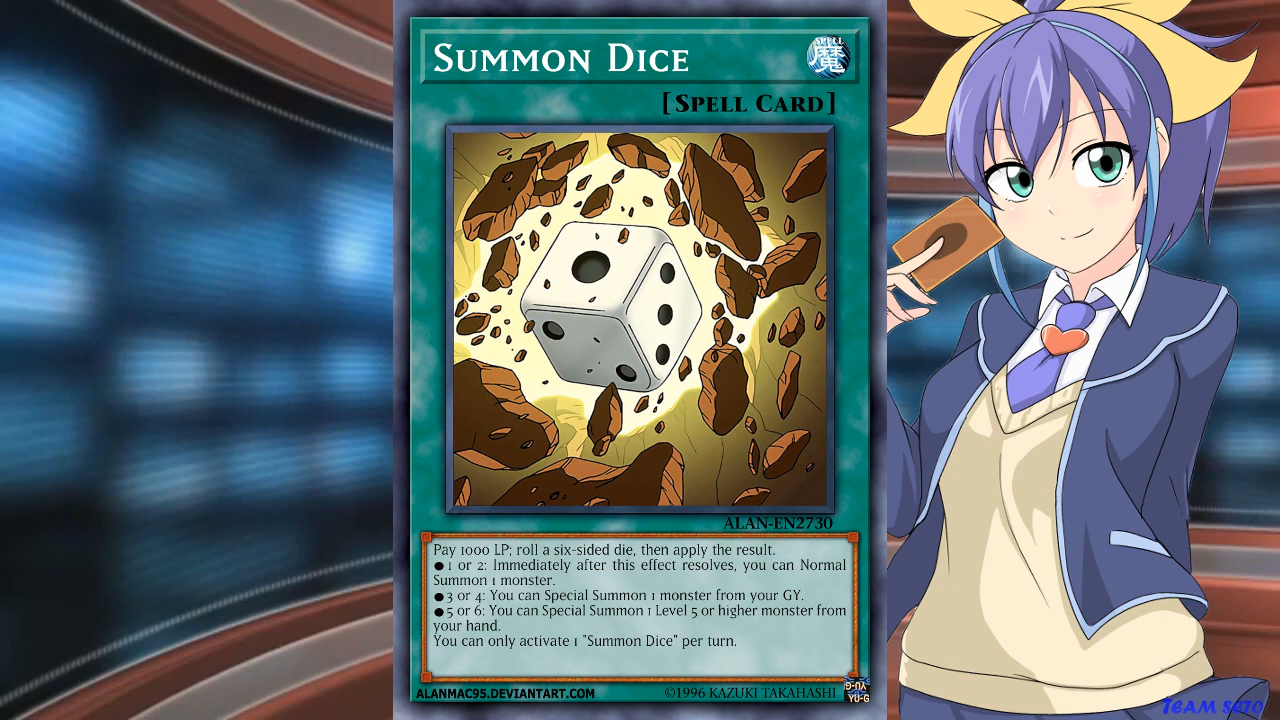 Summon Dice
SPELL
魔
[Spell Card]
ALAN-EN2730
Pay 1000 LP; roll a six-sided die, then apply the result.
●1 or 2: Immediately after this effect resolves, you can Normal
Summon 1 monster.
●3 or 4: You can Special Summon 1 monster from your GY.
●5 or 6: You can Special Summon 1 Level 5 or higher monster from
your hand.
You can only activate 1 "Summon Dice" per turn.
ALANMAC95.DEVIANTART.COM
©1996 KAZUKI TAKAHASHI
TEAM SETO